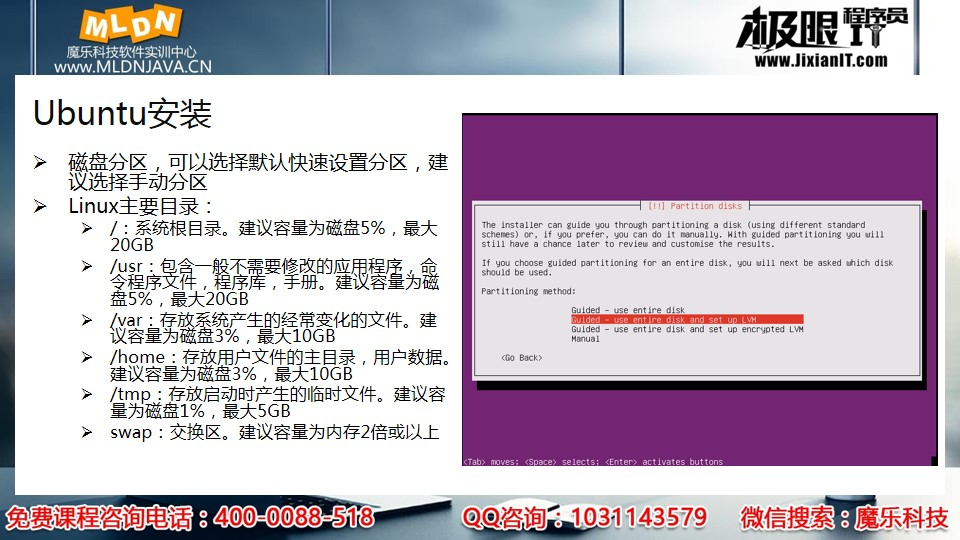 MLDN
魔乐科技软件实训中心
www.MLDNJAVA.CN
极限IT程序员
www.JixianIT.com
Ubuntu安装
磁盘分区，可以选择默认快速设置分区，建
议选择手动分区
Linux主要目录：
/：系统根目录。建议容量为磁盘5%，最大
20GB
/usr：包含一般不需要修改的应用程序，命
令程序文件，程序库，手册。建议容量为磁
盘5%，最大20GB
/var：存放系统产生的经常变化的文件。建
议容量为磁盘3%，最大10GB
/home：存放用户文件的主目录，用户数据。
建议容量为磁盘3%，最大10GB
/tmp：存放启动时产生的临时文件。建议容
量为磁盘1%，最大5GB
swap：交换区。建议容量为内存2倍或以上
[!!] Partition disks
The installer can guide you through partitioning a disk (using different standard
schemes) or, if you prefer, you can do it manually. With guided partitioning you will
still have a chance later to review and customise the results.
If you choose guided partitioning for an entire disk, you will next be asked which disk
should be used.
Partitioning method:
Guided - use entire disk
Guided - use entire disk and set up LVM
Guided - use entire disk and set up encrypted LVM
Manual
<Go Back>
<Tab> moves; <Space> selects; <Enter> activates buttons
免费课程咨询电话：400-0088-518
QQ咨询：1031143579
微信搜索：魔乐科技